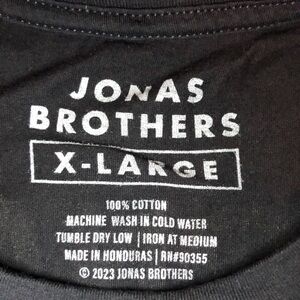 JONAS
BROTHERS
X-LARGE
100% COTTON
MACHINE WASH IN COLD WATER
TUMBLE DRY LOW | IRON AT MEDIUM
MADE IN HONDURAS | RN#90355
© 2023 JONAS BROTHERS